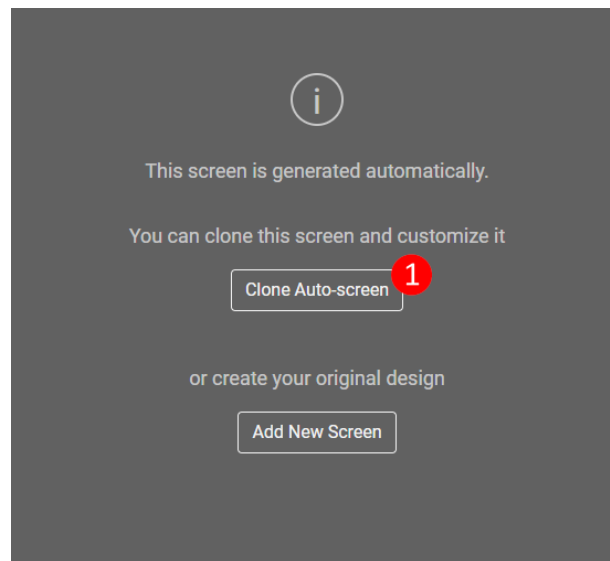 i
This screen is generated automatically.
You can clone this screen and customize it
Clone Auto-screen 1
or create your original design
Add New Screen